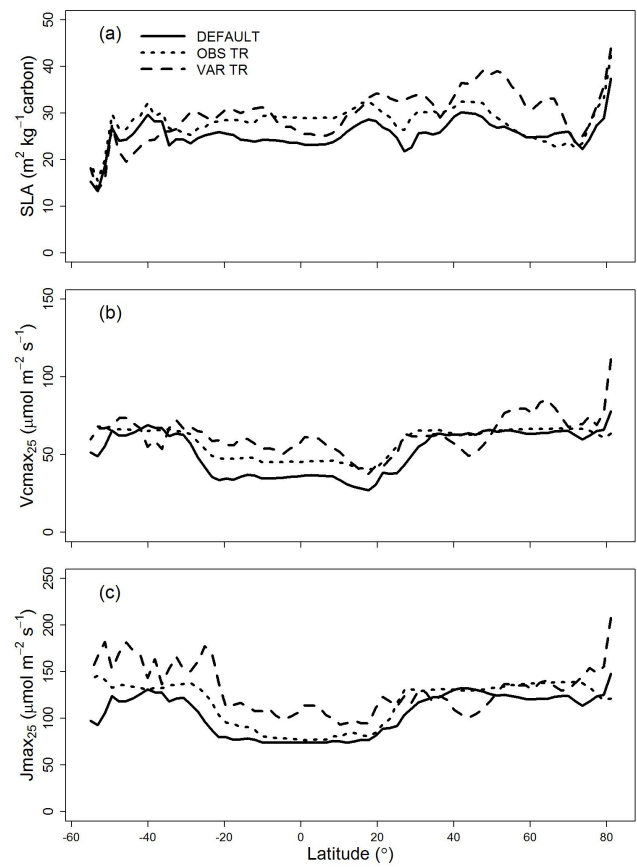 (a)
DEFAULT
OBS TR
VAR TR
SLA (m² kg⁻¹carbon)
50
40
30
20
10
0
(b)
Vcmax₂₅ (μmol m⁻² s⁻¹)
150
100
50
0
(c)
Jmax₂₅ (μmol m⁻² s⁻¹)
250
200
150
100
50
0
-60 -40 -20 0 20 40 60 80
Latitude (°)